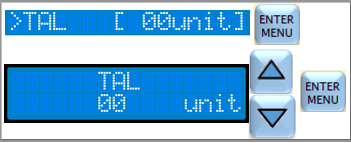 >TAL [ 00unit]
ENTER
MENU
TAL
00 unit
ENTER
MENU